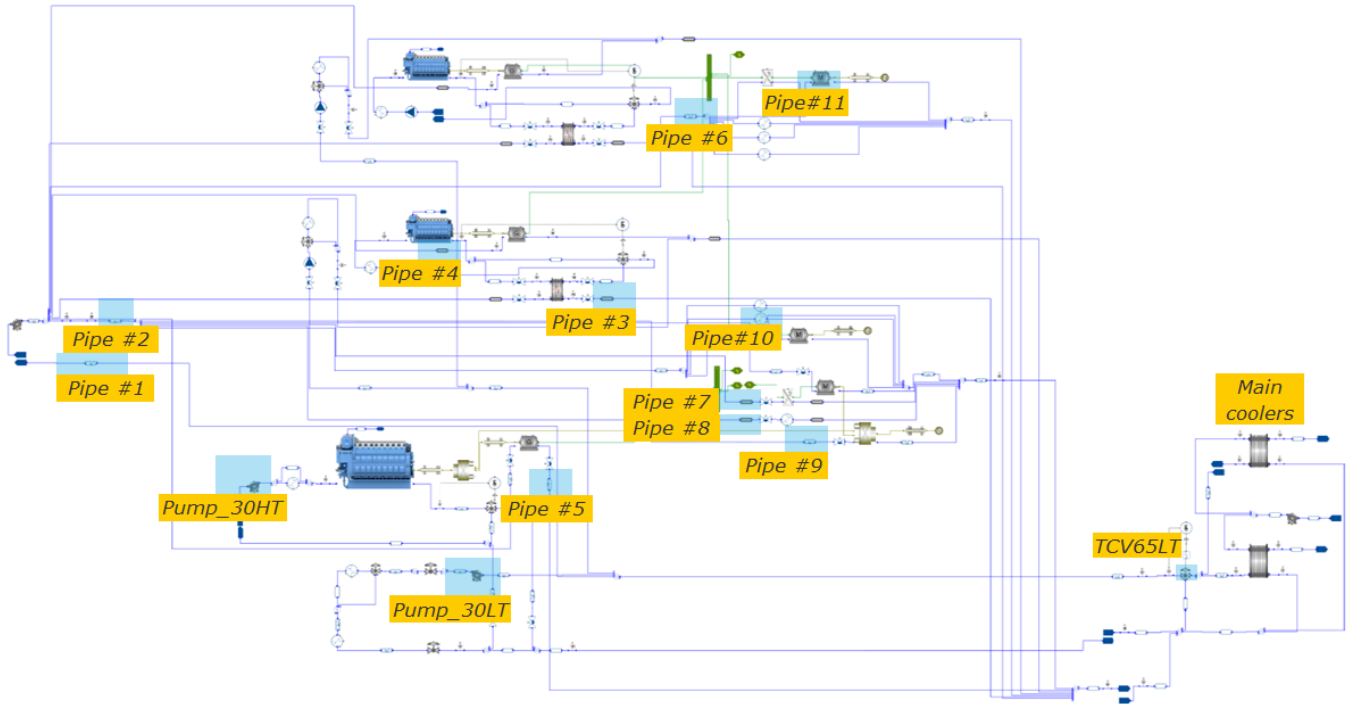 Pipe#11
Pipe #6
Pipe #4
Pipe #3
Pipe #2
Pipe#10
Pipe #1
Pipe #7
Pipe #8
Main
coolers
Pipe #9
Pump_30HT
Pipe #5
TCV65LT
Pump_30LT